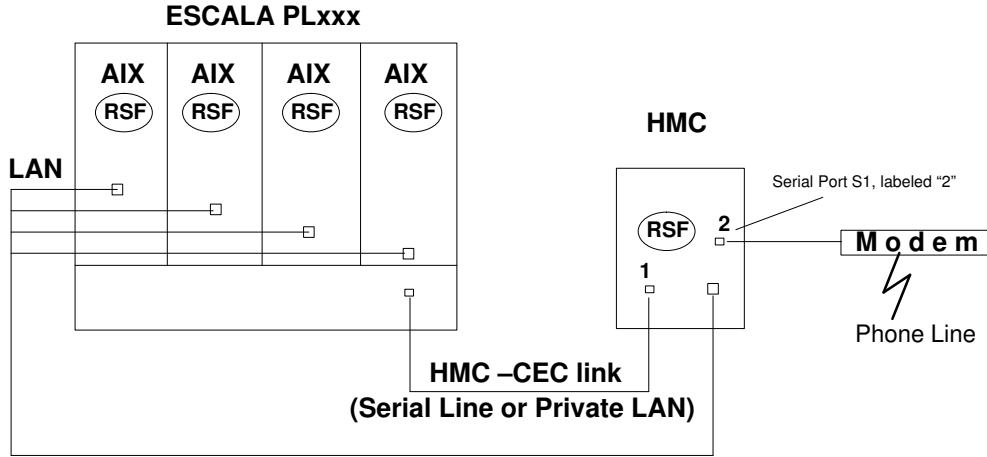 ESCALA PLxxx
AIX AIX AIX AIX
RSF RSF RSF RSF
HMC
LAN
Serial Port S1, labeled “2”
RSF 2
M o d e m
1
Phone Line
HMC –CEC link
(Serial Line or Private LAN)